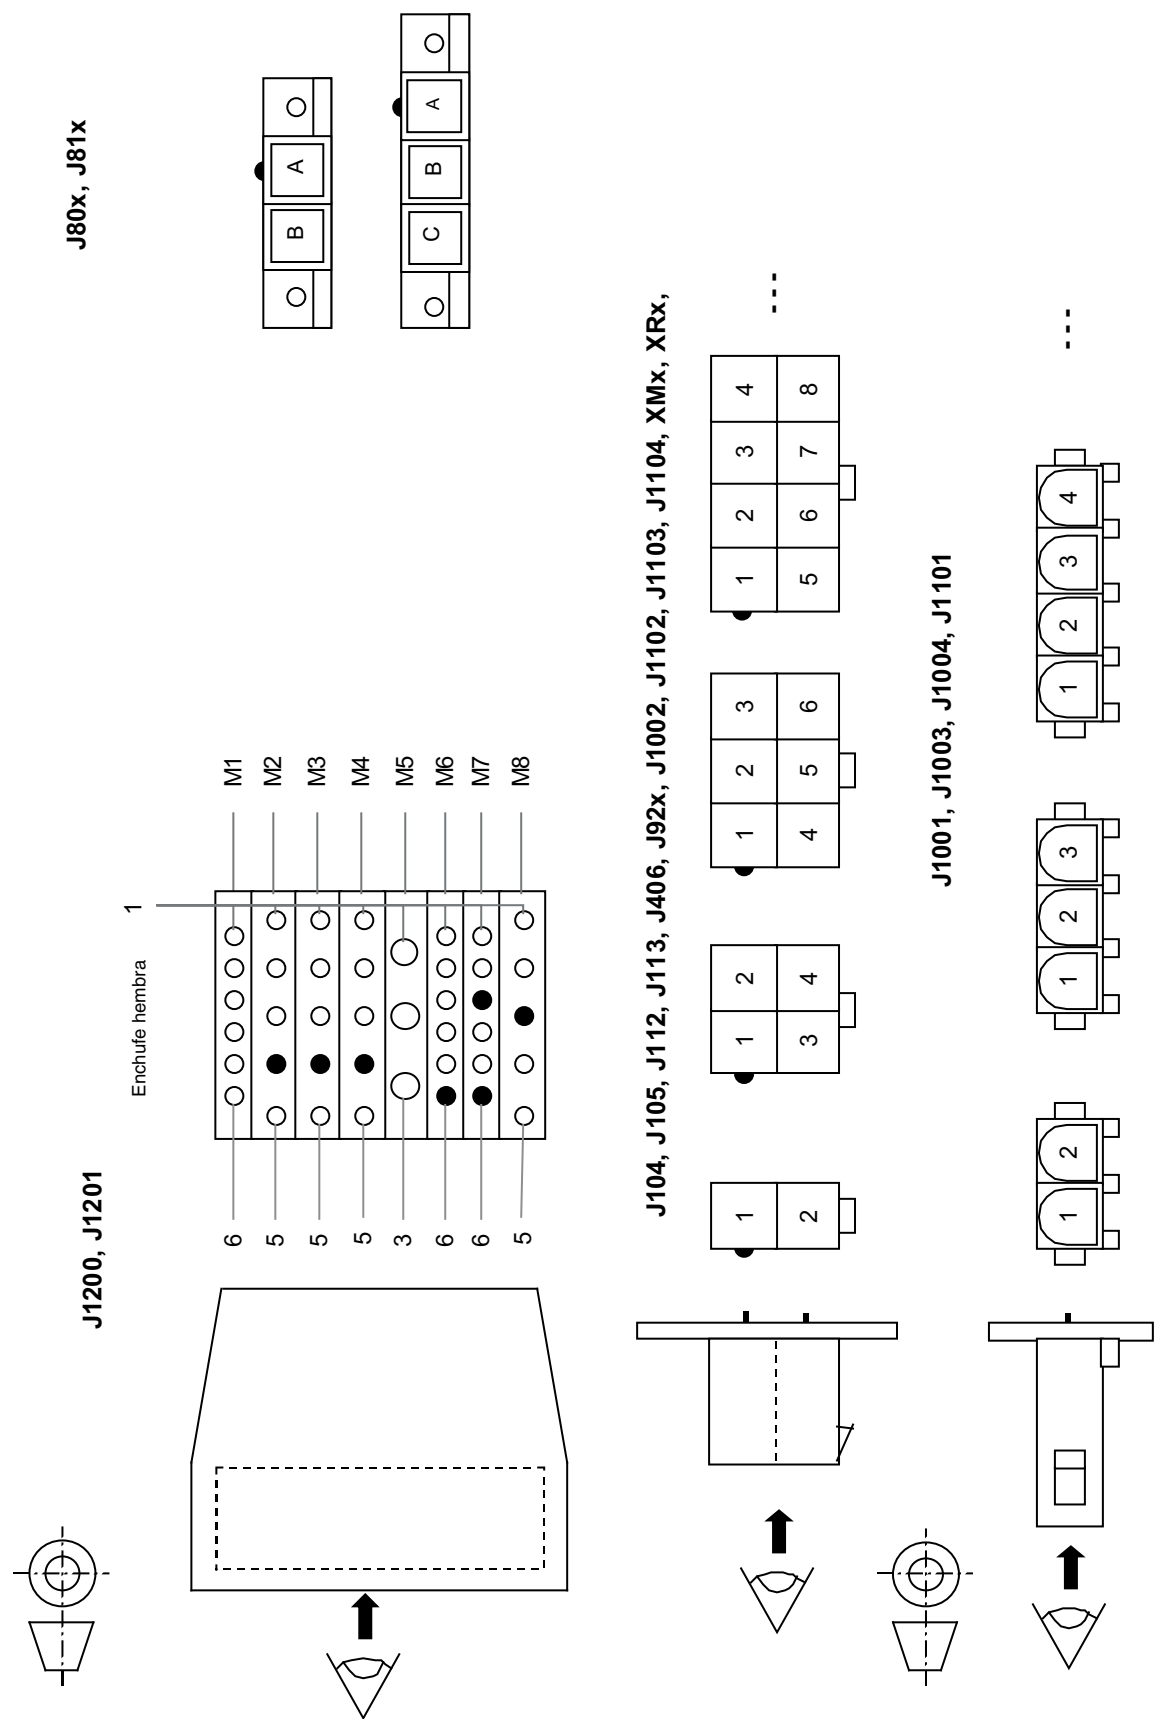 J1200, J1201
Enchufe hembra 1
6 M1
5 M2
5 M3
5 M4
3 M5
6 M6
6 M7
5 M8
J80x, J81x
B A
C B A
J104, J105, J112, J113, J406, J92x, J1002, J1102, J1103, J1104, XMx, XRx,
1 1 2 1 2 3 1 2 3 4
2 3 4 4 5 6 5 6 7 8
J1001, J1003, J1004, J1101
1 2 1 2 3 1 2 3 4